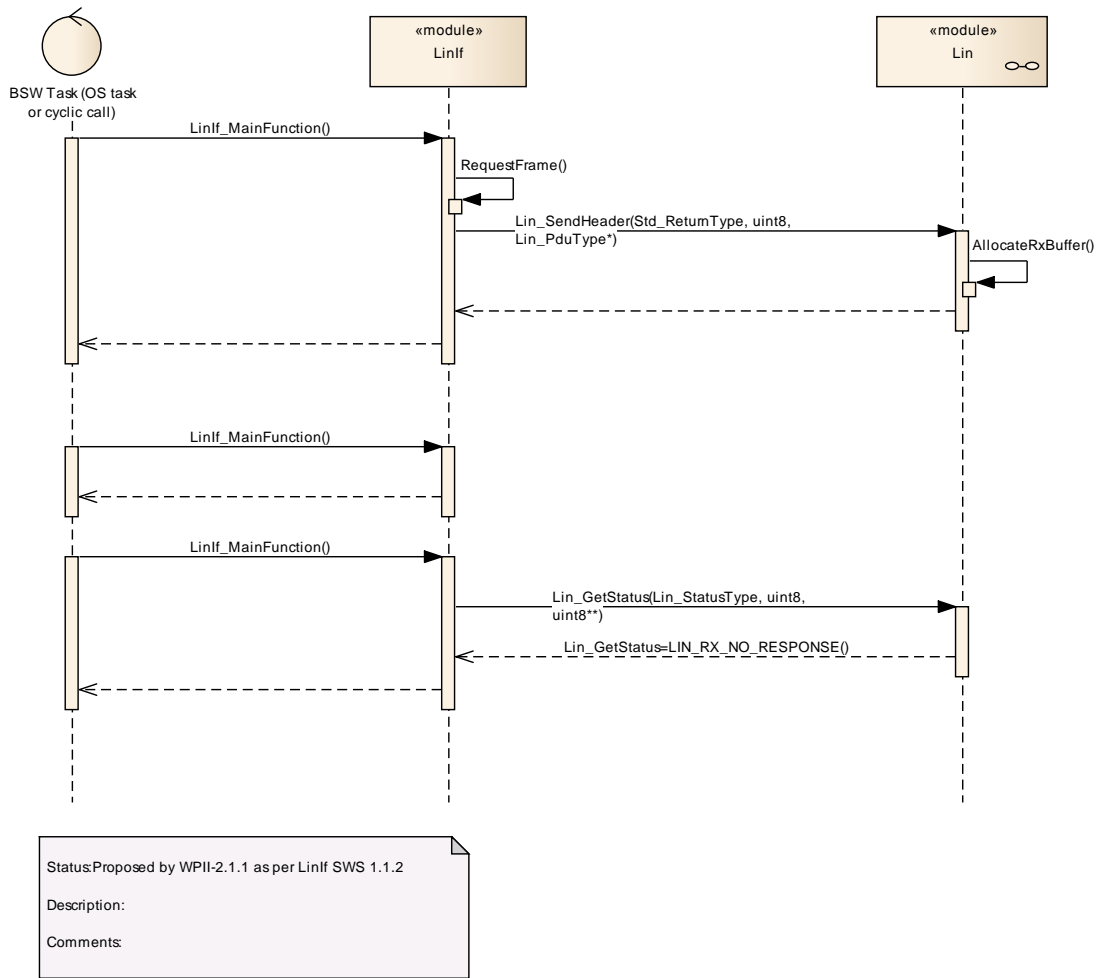 «module»
LinIf
«module»
Lin
BSW Task (OS task
or cyclic call)
LinIf_MainFunction()
RequestFrame()
Lin_SendHeader(Std_ReturnType, uint8,
Lin_PduType*)
AllocateRxBuffer()
LinIf_MainFunction()
LinIf_MainFunction()
Lin_GetStatus(Lin_StatusType, uint8,
uint8**)
Lin_GetStatus=LIN_RX_NO_RESPONSE()
Status:Proposed by WPII-2.1.1 as per LinIf SWS 1.1.2
Description:
Comments: